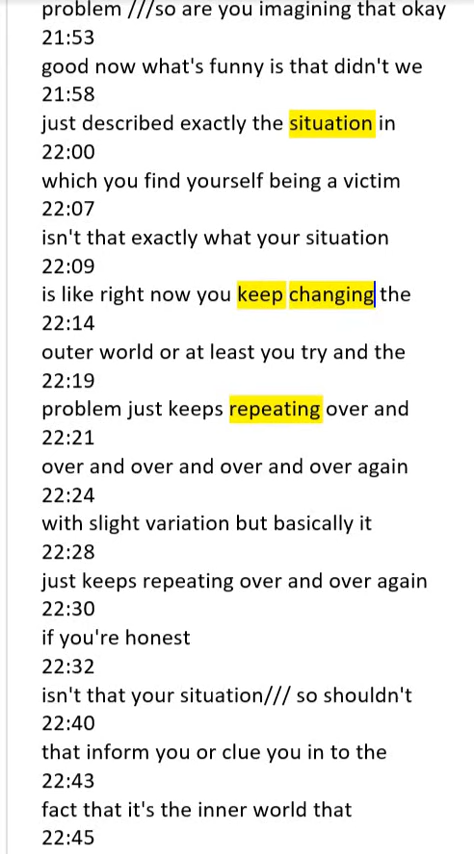 problem ///so are you imagining that okay
21:53
good now what's funny is that didn't we
21:58
just described exactly the situation in
22:00
which you find yourself being a victim
22:07
isn't that exactly what your situation
22:09
is like right now you keep changing the
22:14
outer world or at least you try and the
22:19
problem just keeps repeating over and
22:21
over and over and over and over again
22:24
with slight variation but basically it
22:28
just keeps repeating over and over again
22:30
if you're honest
22:32
isn't that your situation/// so shouldn't
22:40
that inform you or clue you in to the
22:43
fact that it's the inner world that
22:45